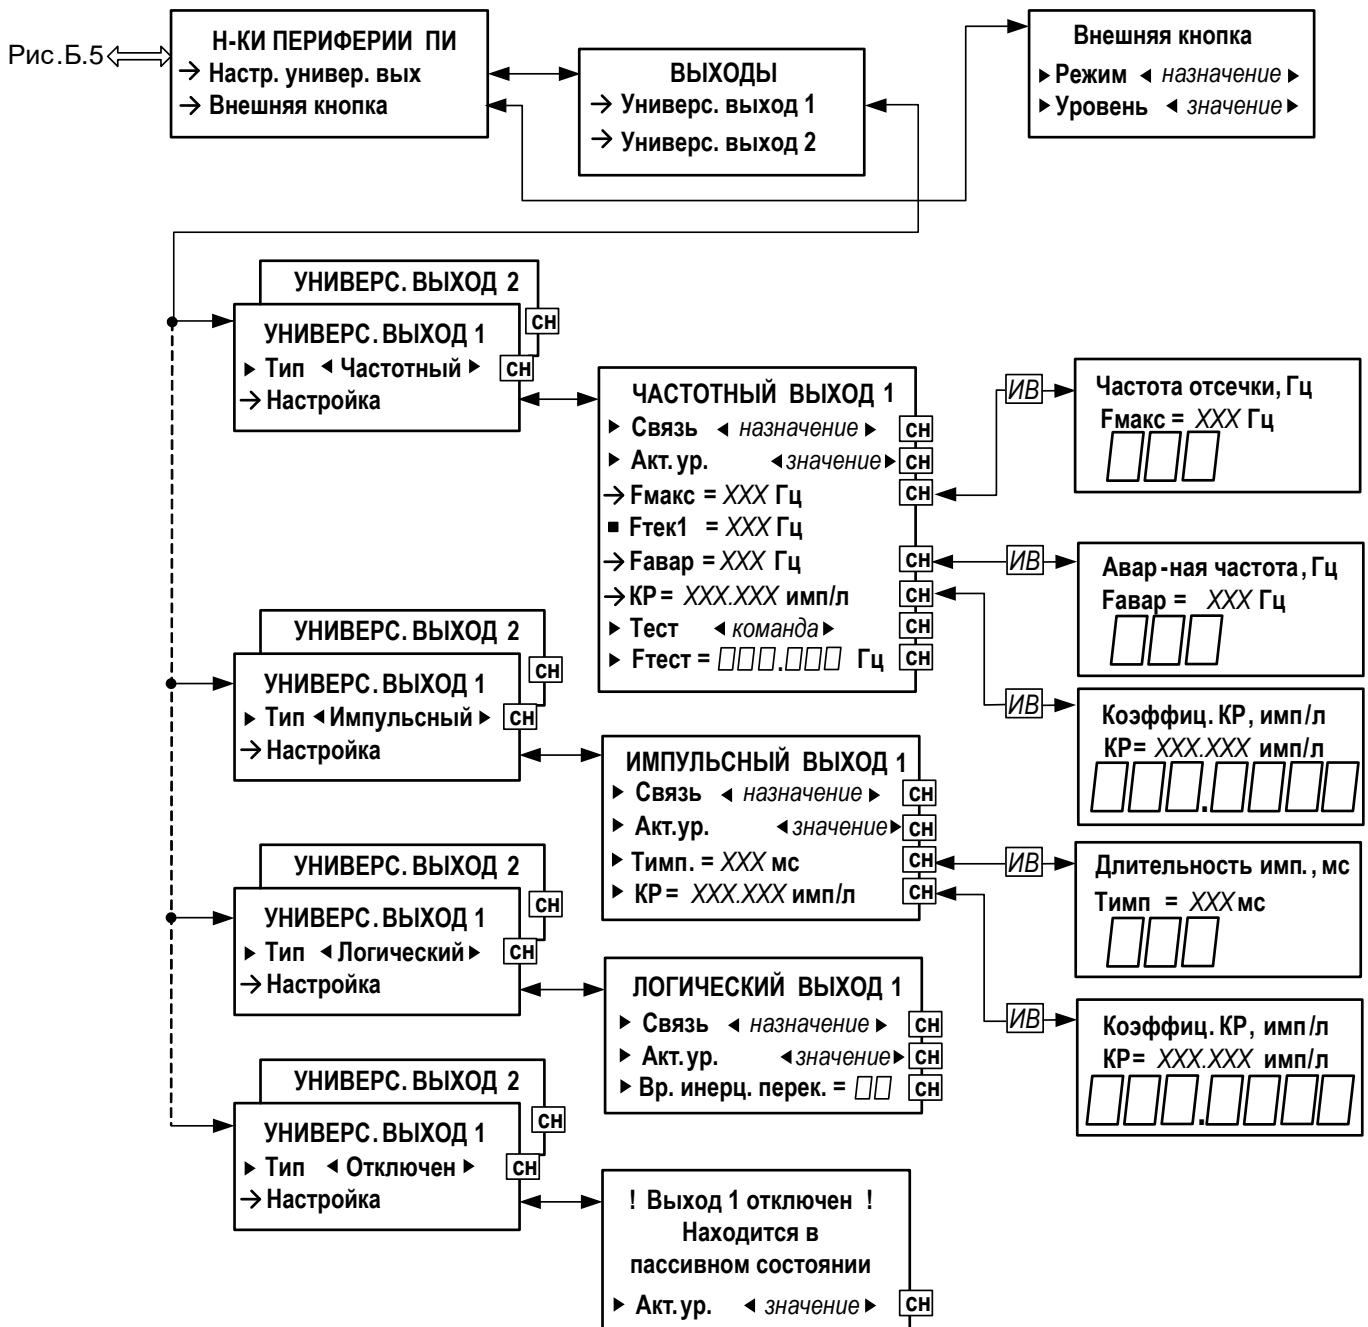 Рис.Б.5
Н-КИ ПЕРИФЕРИИ ПИ
→ Настр. универ. вых
→ Внешняя кнопка
ВЫХОДЫ
→ Универс. выход 1
→ Универс. выход 2
Внешняя кнопка
▶ Режим ◀ назначение ▶
▶ Уровень ◀ значение ▶
УНИВЕРС. ВЫХОД 2
СН
УНИВЕРС. ВЫХОД 1
▶ Тип ◀ Частотный ▶ СН
→ Настройка
ЧАСТОТНЫЙ ВЫХОД 1
▶ Связь ◀ назначение ▶ СН
▶ Акт. ур. ◀ значение ▶ СН
→ Fмакс = XXX Гц СН
■ Fтек1 = XXX Гц
→ Fавар = XXX Гц СН
→ КР = XXX.XXX имп/л СН
▶ Тест ◀ команда ▶ СН
▶ Fтест = □□□.□□□ Гц СН
ИВ
Частота отсечки, Гц
Fмакс = XXX Гц
ИВ
Авар-ная частота, Гц
Fавар = XXX Гц
ИВ
Коэффиц. КР, имп/л
КР = XXX.XXX имп/л
УНИВЕРС. ВЫХОД 2
СН
УНИВЕРС. ВЫХОД 1
▶ Тип ◀ Импульсный ▶ СН
→ Настройка
ИМПУЛЬСНЫЙ ВЫХОД 1
▶ Связь ◀ назначение ▶ СН
▶ Акт.ур. ◀ значение ▶ СН
▶ Тимп. = XXX мс СН
▶ КР = XXX.XXX имп/л СН
ИВ
Длительность имп., мс
Тимп = XXX мс
ИВ
Коэффиц. КР, имп/л
КР = XXX.XXX имп/л
УНИВЕРС. ВЫХОД 2
СН
УНИВЕРС. ВЫХОД 1
▶ Тип ◀ Логический ▶ СН
→ Настройка
ЛОГИЧЕСКИЙ ВЫХОД 1
▶ Связь ◀ назначение ▶ СН
▶ Акт.ур. ◀ значение ▶ СН
▶ Вр. инерц. перек. = □□ СН
УНИВЕРС. ВЫХОД 2
СН
УНИВЕРС. ВЫХОД 1
▶ Тип ◀ Отключен ▶ СН
→ Настройка
! Выход 1 отключен !
Находится в
пассивном состоянии
▶ Акт.ур. ◀ значение ▶ СН